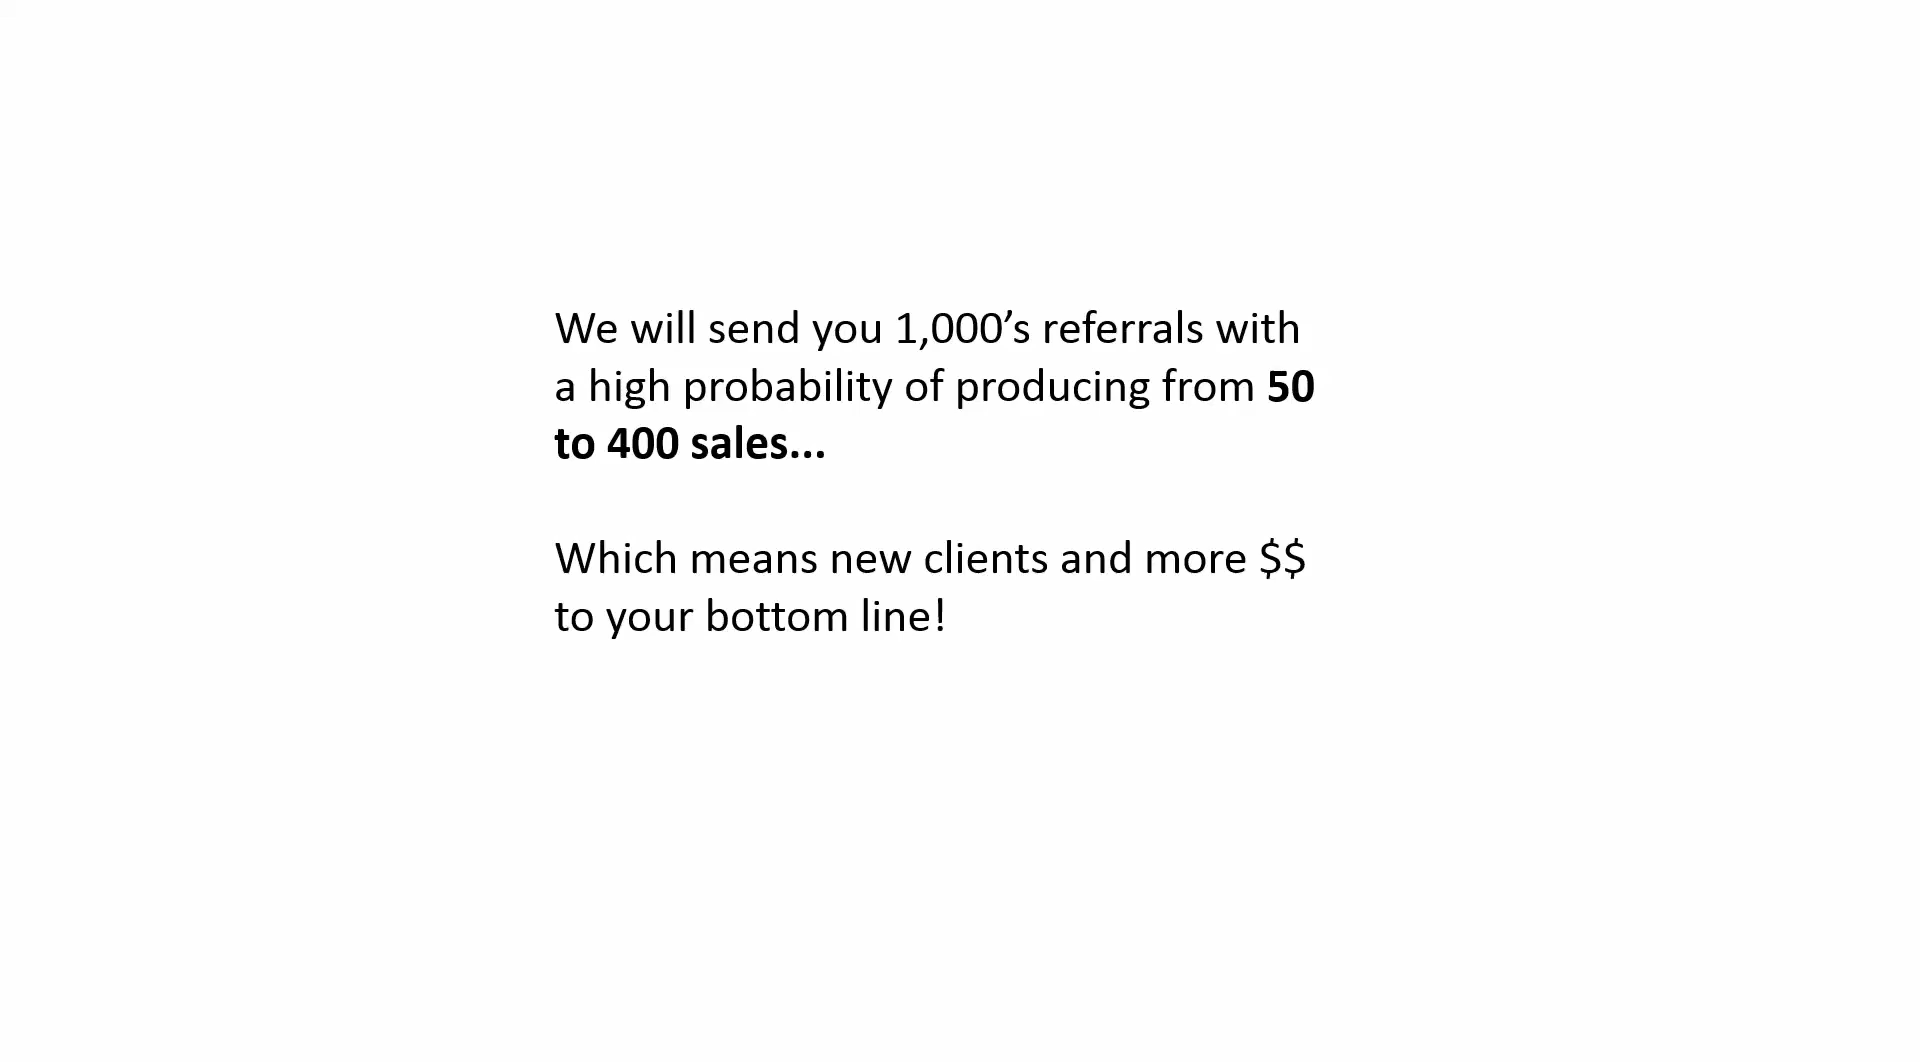 We will send you 1,000’s referrals with
a high probability of producing from 50
to 400 sales...
Which means new clients and more $$
to your bottom line!